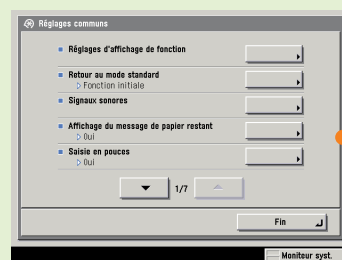 Réglages communs
Réglages d'affichage de fonction
Retour au mode standard
Fonction initiale
Signaux sonores
Affichage du message de papier restant
Oui
Saisie en pouces
Oui
1/7
Fin
Moniteur syst.